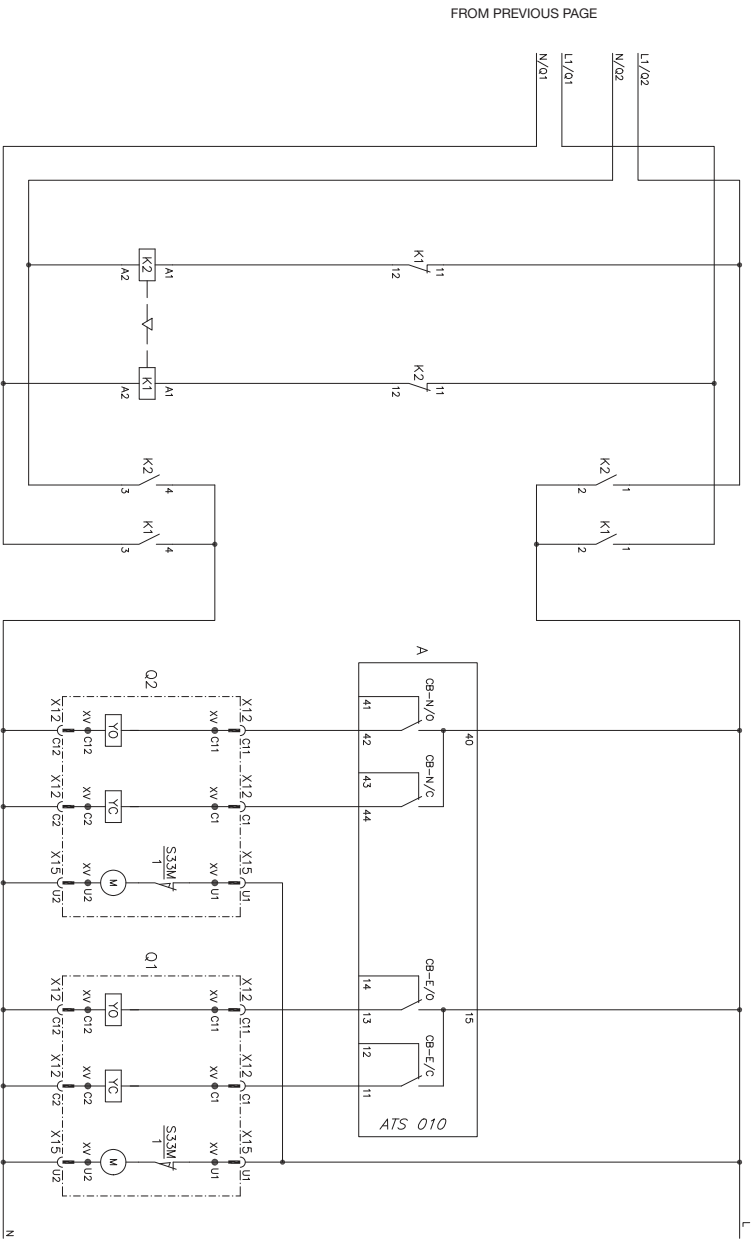 FROM PREVIOUS PAGE
N/Q1
L1/Q1
N/Q2
L1/Q2
K1
11
12
K2
A1
A2
K2
11
12
K1
A1
A2
K2
1
2
K1
1
2
K2
4
3
K1
4
3
L
A
CB-N/O
40
41
42
CB-N/C
43
44
CB-E/O
15
14
13
CB-E/C
12
11
ATS 010
Q2
X12
C11
XV
C11
YO
XV
C12
X12
C12
X12
C1
XV
C1
YC
XV
C2
X12
C2
X15
U1
XV
U1
S33M
1
M
XV
U2
X15
U2
Q1
X12
C11
XV
C11
YO
XV
C12
X12
C12
X12
C1
XV
C1
YC
XV
C2
X12
C2
X15
U1
XV
U1
S33M
1
M
XV
U2
X15
U2
N